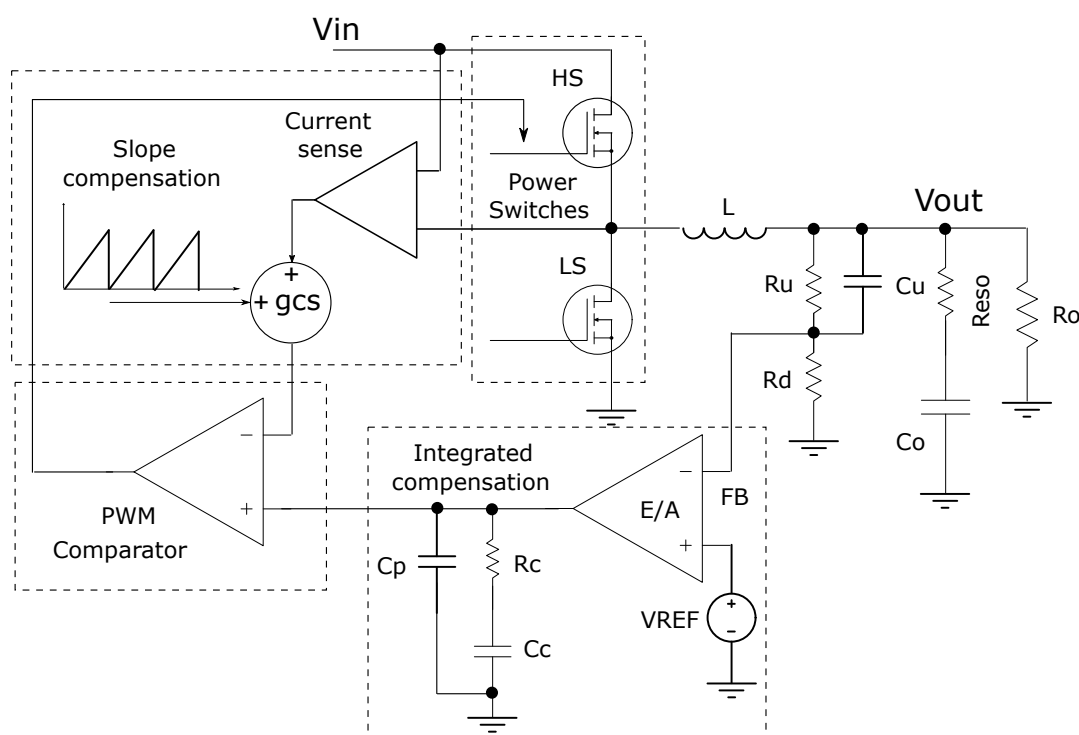 Vin
HS
Current
sense
Slope
compensation
Power
Switches
L
Vout
LS
+
+ gcs
Ru
Cu
Reso
Ro
Rd
Co
−
+
PWM
Comparator
Integrated
compensation
−
FB
E/A
+
Cp
Rc
VREF
+
−
Cc